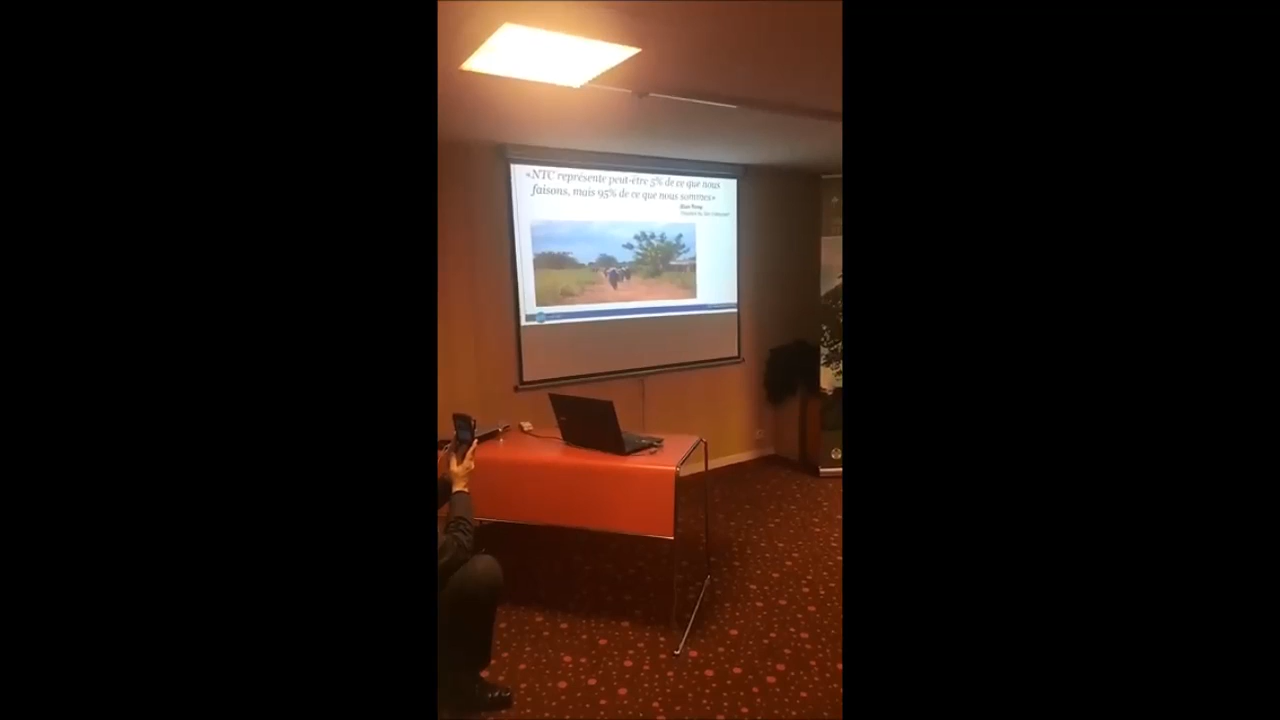 «NTC représente peut-être 5% de ce que nous
faisons, mais 95% de ce que nous sommes»